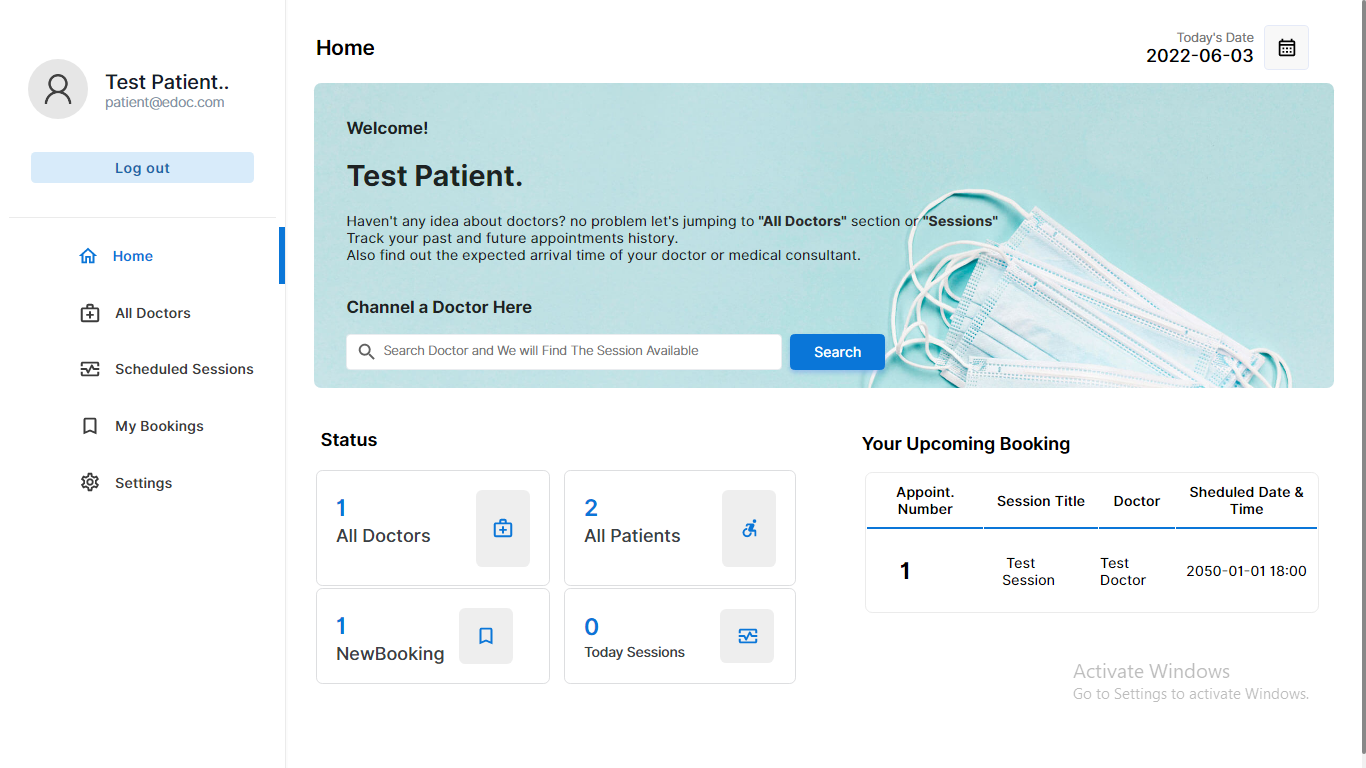 Test Patient..
patient@edoc.com
Log out
Home
All Doctors
Scheduled Sessions
My Bookings
Settings
Home
Today's Date
2022-06-03
Welcome!
Test Patient.
Haven't any idea about doctors? no problem let's jumping to "All Doctors" section or "Sessions"
Track your past and future appointments history.
Also find out the expected arrival time of your doctor or medical consultant.
Channel a Doctor Here
Search Doctor and We will Find The Session Available
Search
Status
1
All Doctors
2
All Patients
1
NewBooking
0
Today Sessions
Your Upcoming Booking
Appoint.
Number
Session Title
Doctor
Sheduled Date &
Time
1
Test
Session
Test
Doctor
2050-01-01 18:00
Activate Windows
Go to Settings to activate Windows.